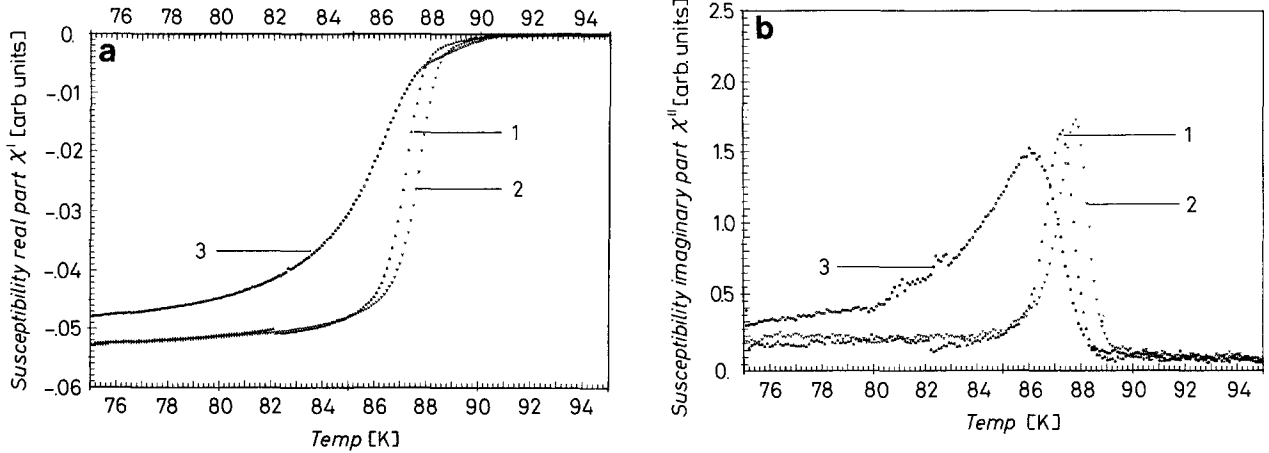 a
76 78 80 82 84 86 88 90 92 94
0.
-.01
-.02
-.03
-.04
-.05
-.06
Susceptibility real part χ' [arb units]
1
2
3
76 78 80 82 84 86 88 90 92 94
Temp [K]
b
2.5
2.0
1.5
1.0
0.5
0.
Susceptibility imaginary part χ" [arb. units]
1
2
3
76 78 80 82 84 86 88 90 92 94
Temp [K]